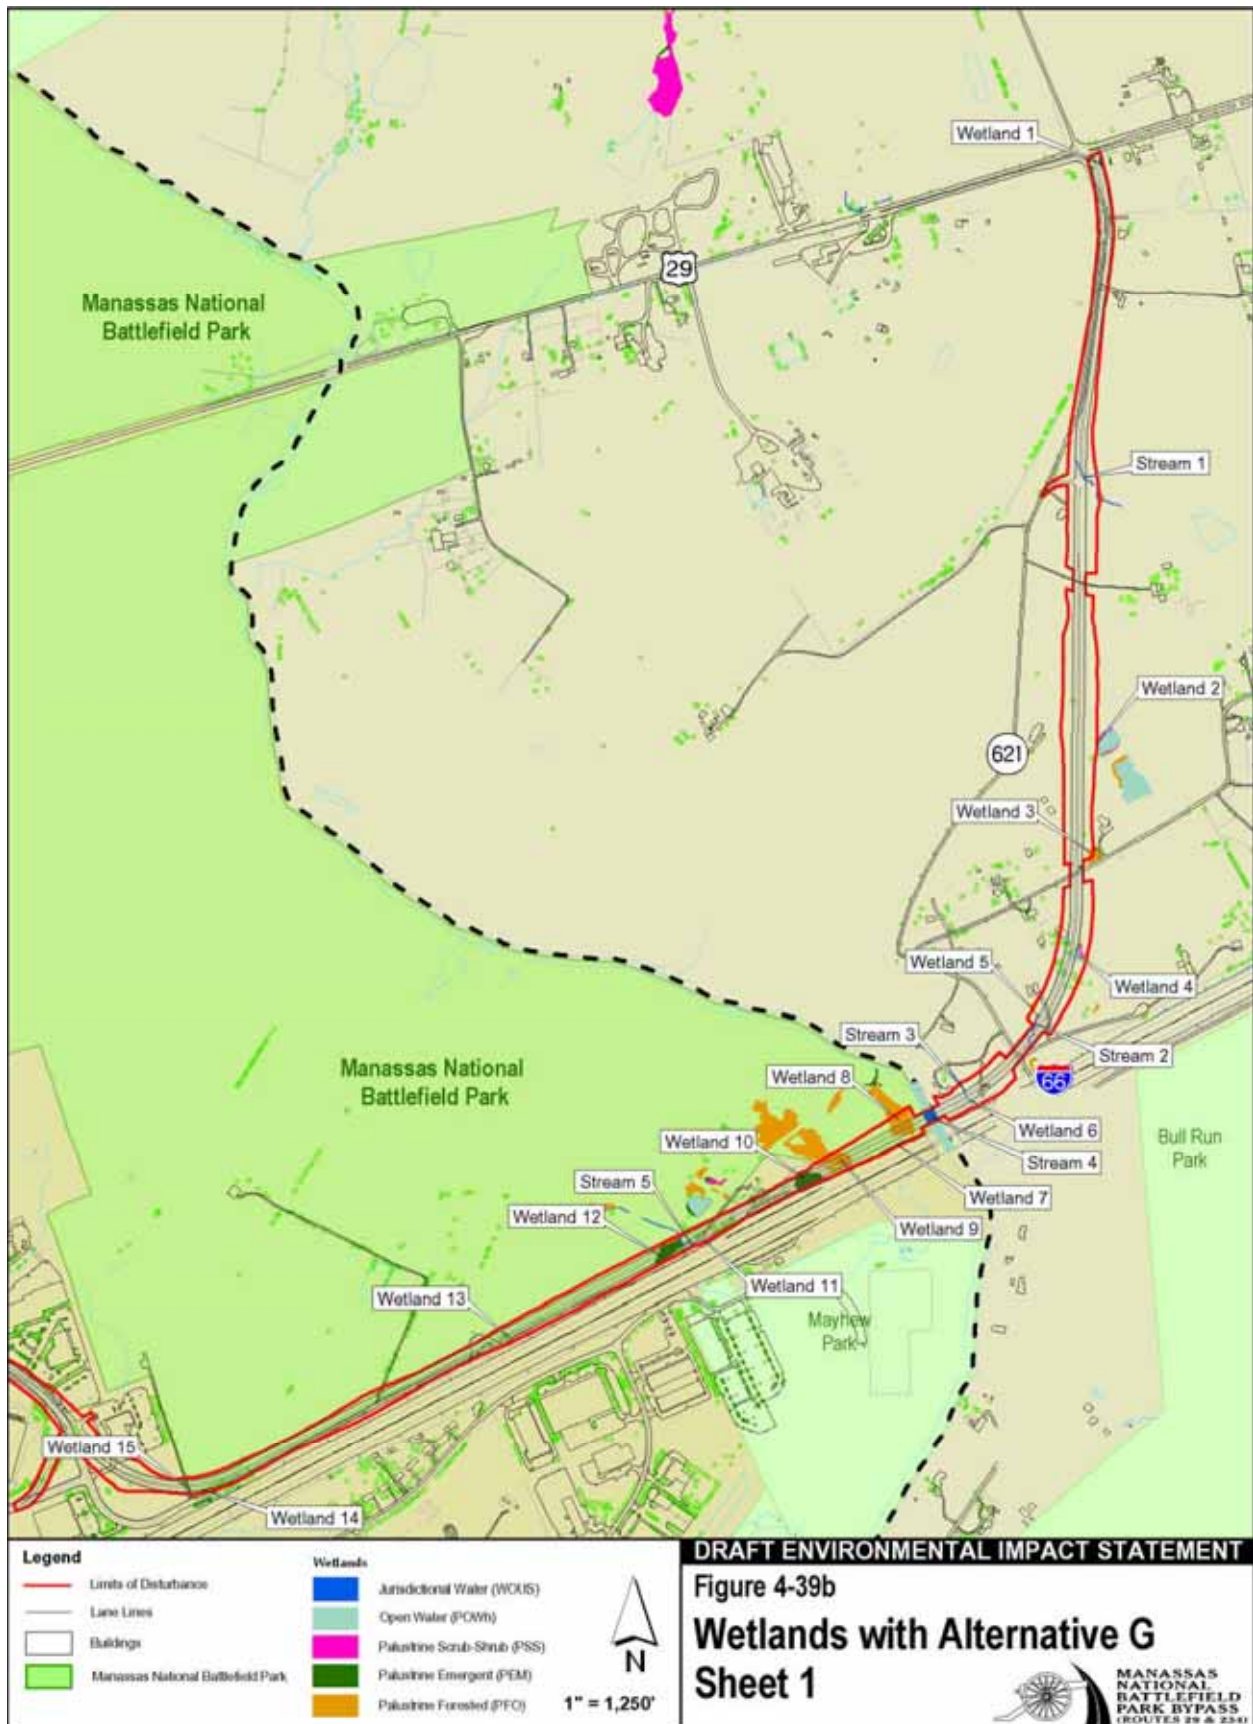 Wetland 1
29
Manassas National
Battlefield Park
Stream 1
Wetland 2
621
Wetland 3
Wetland 5
Wetland 4
Stream 3
Stream 2
Manassas National
Battlefield Park
66
Wetland 8
Wetland 6
Bull Run
Park
Wetland 10
Stream 4
Stream 5
Wetland 7
Wetland 12
Wetland 9
Wetland 11
Wetland 13
Mayhew
Park
Wetland 15
Wetland 14
Legend
Limits of Disturbance
Lane Lines
Buildings
Manassas National Battlefield Park
Wetlands
Jurisdictional Water (WOUS)
Open Water (POWh)
Palustrine Scrub-Shrub (PSS)
Palustrine Emergent (PEM)
Palustrine Forested (PFO)
N
1" = 1,250'
DRAFT ENVIRONMENTAL IMPACT STATEMENT
Figure 4-39b
Wetlands with Alternative G
Sheet 1
MANASSAS
NATIONAL
BATTLEFIELD
PARK BYPASS
(ROUTES 29 & 234)